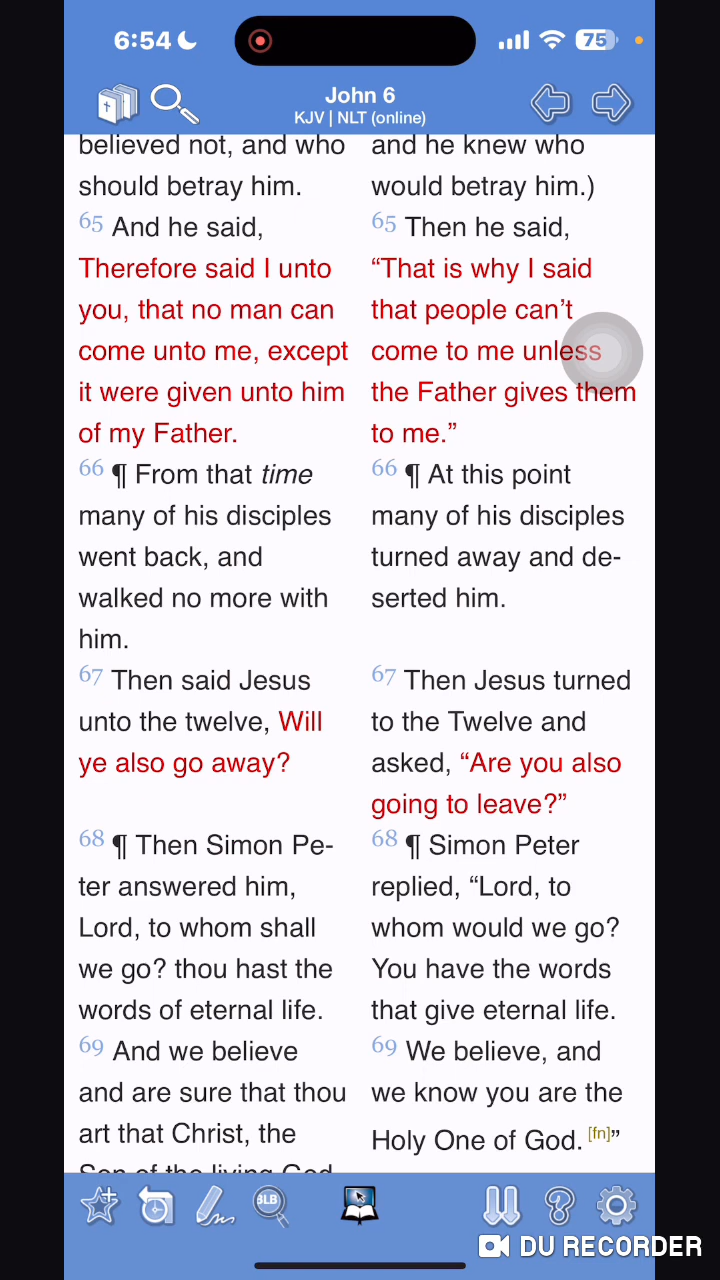 6:54
75
John 6
KJV | NLT (online)
believed not, and who
should betray him.
65 And he said,
Therefore said I unto
you, that no man can
come unto me, except
it were given unto him
of my Father.
66 ¶ From that time
many of his disciples
went back, and
walked no more with
him.
67 Then said Jesus
unto the twelve, Will
ye also go away?
68 ¶ Then Simon Pe-
ter answered him,
Lord, to whom shall
we go? thou hast the
words of eternal life.
69 And we believe
and are sure that thou
art that Christ, the
Son of the living God
and he knew who
would betray him.)
65 Then he said,
“That is why I said
that people can’t
come to me unless
the Father gives them
to me.”
66 ¶ At this point
many of his disciples
turned away and de-
serted him.
67 Then Jesus turned
to the Twelve and
asked, “Are you also
going to leave?”
68 ¶ Simon Peter
replied, “Lord, to
whom would we go?
You have the words
that give eternal life.
69 We believe, and
we know you are the
Holy One of God. [fn]”
BLB
DU RECORDER